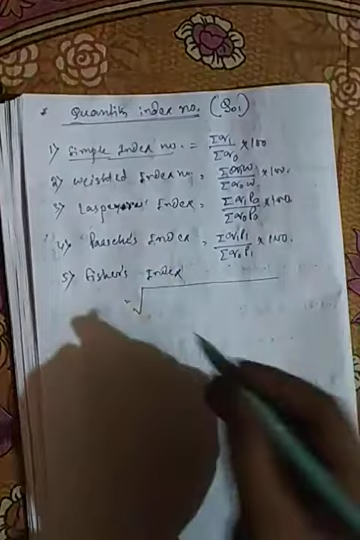 * Quantity index no. (Q₀₁)
1) Simple Index no. = Σq₁/Σq₀ × 100
2) Weighted Index no. = Σq₁w/Σq₀w × 100.
3) Laspeyres' Index = Σq₁P₀/Σq₀P₀ × 100.
4) Paasche's Index = Σq₁P₁/Σq₀P₁ × 100.
5) Fisher's Index
= √